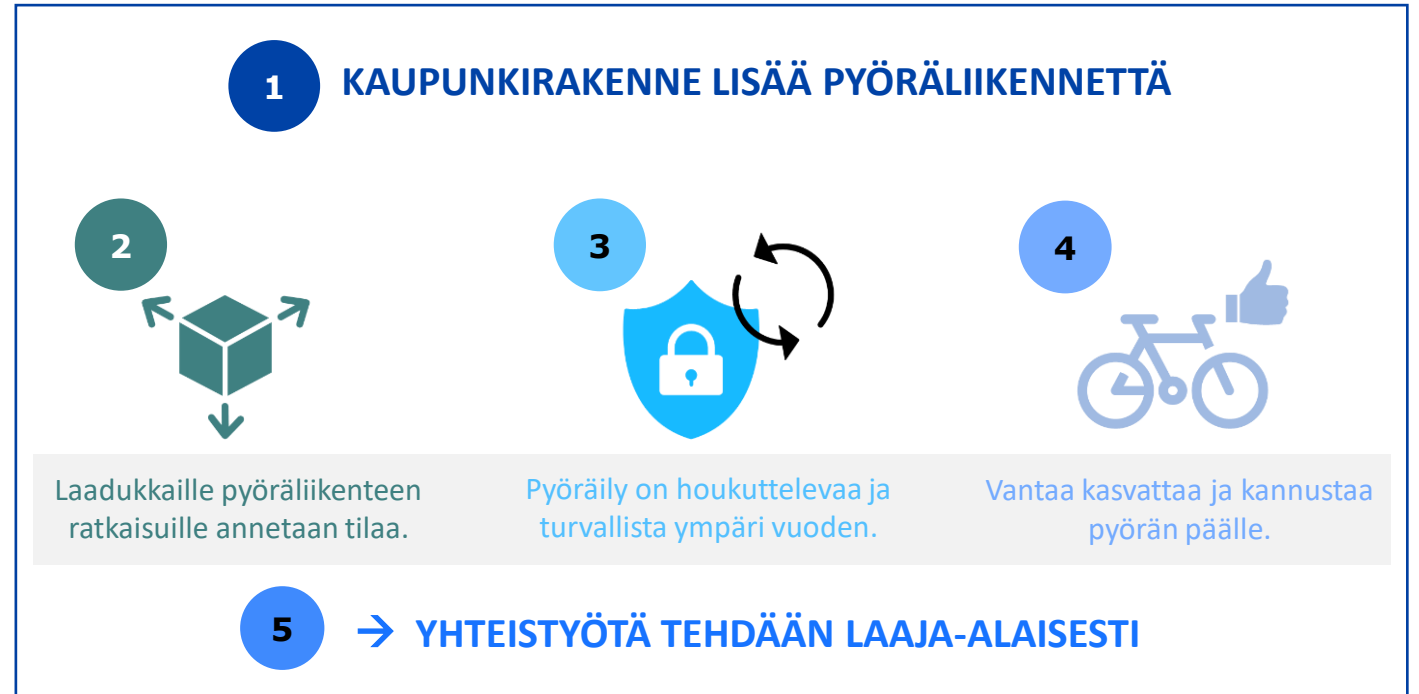 1
KAUPUNKIRAKENNE LISÄÄ PYÖRÄLIIKENNETTÄ
2
Laadukkaille pyöräliikenteen
ratkaisuille annetaan tilaa.
3
Pyöräily on houkuttelevaa ja
turvallista ympäri vuoden.
4
Vantaa kasvattaa ja kannustaa
pyörän päälle.
5
→ YHTEISTYÖTÄ TEHDÄÄN LAAJA-ALAISESTI